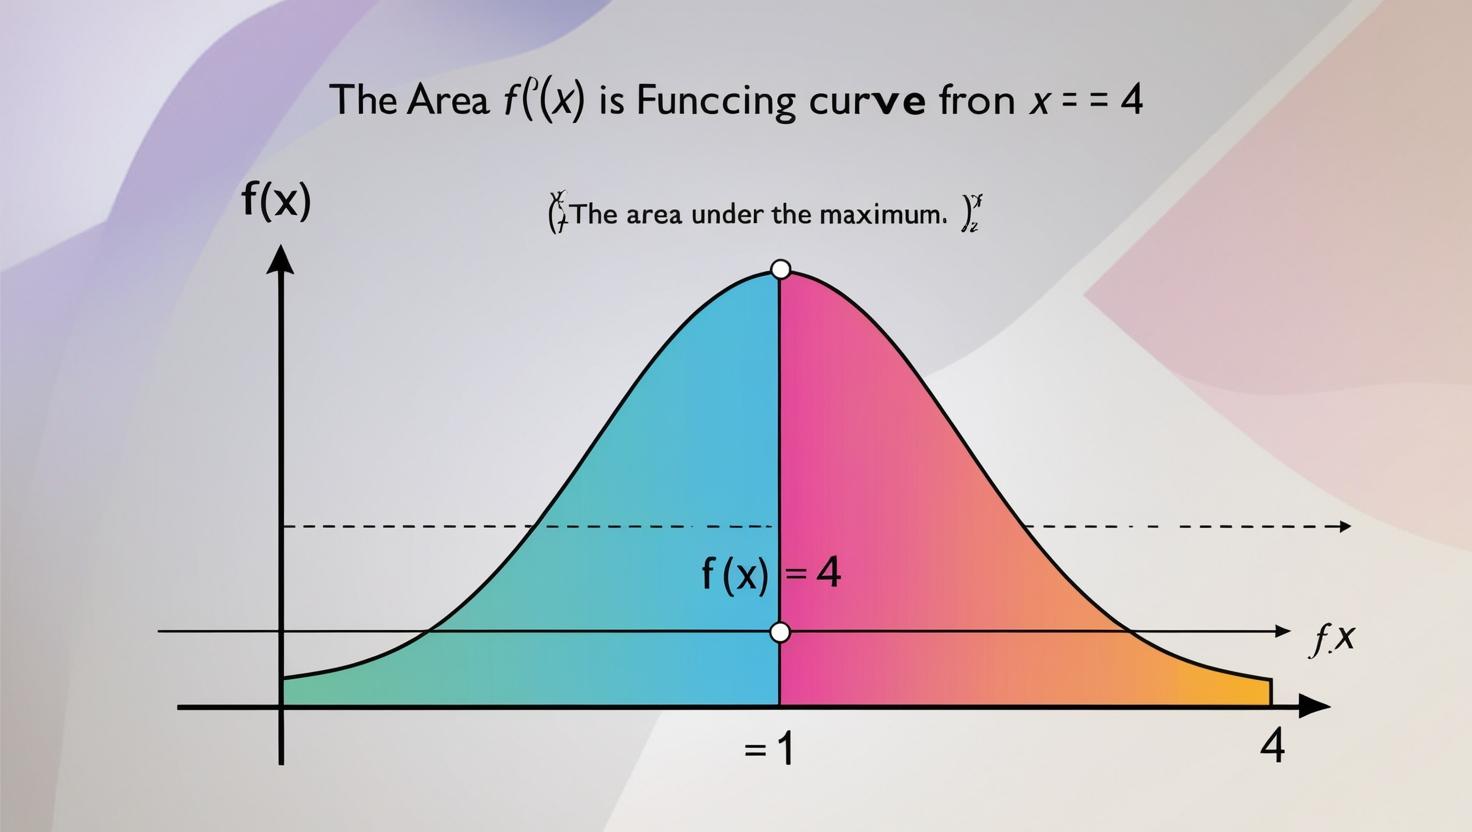 The Area f(ʾ(x) is Funccing curve fron x = = 4
f(x)
The area under the maximum.
f (x) = 4
f.x
= 1
4